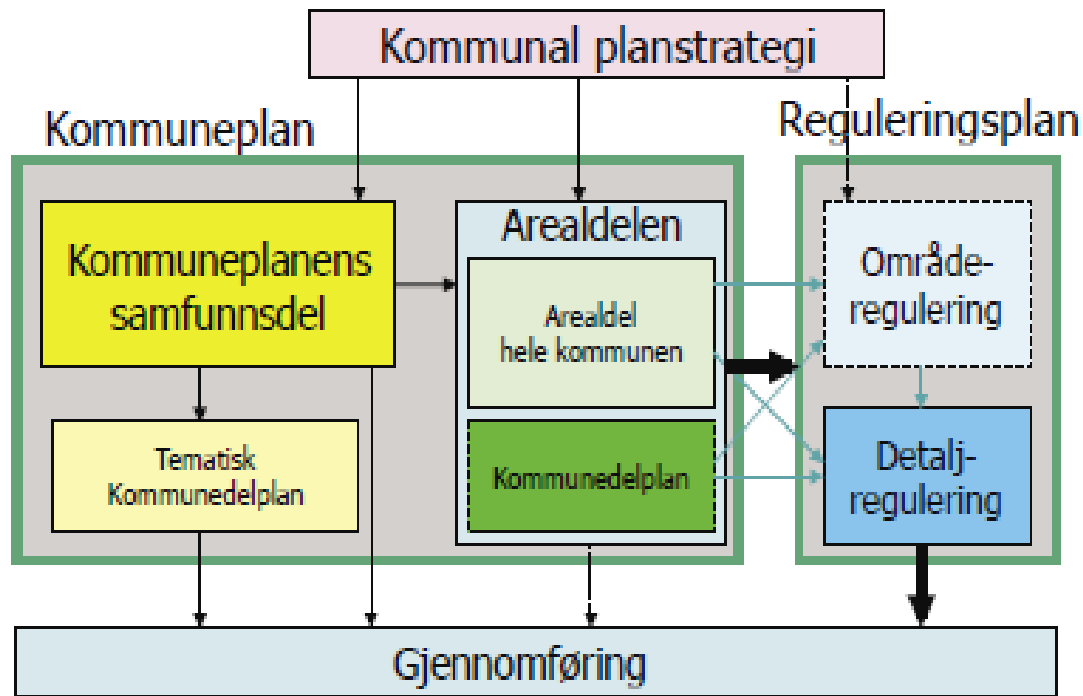 Kommunal planstrategi
Kommuneplan
Reguleringsplan
Kommuneplanens
samfunnsdel
Arealdelen
Arealdel
hele kommunen
Område-
regulering
Tematisk
Kommunedelplan
Kommunedelplan
Detalj-
regulering
Gjennomføring